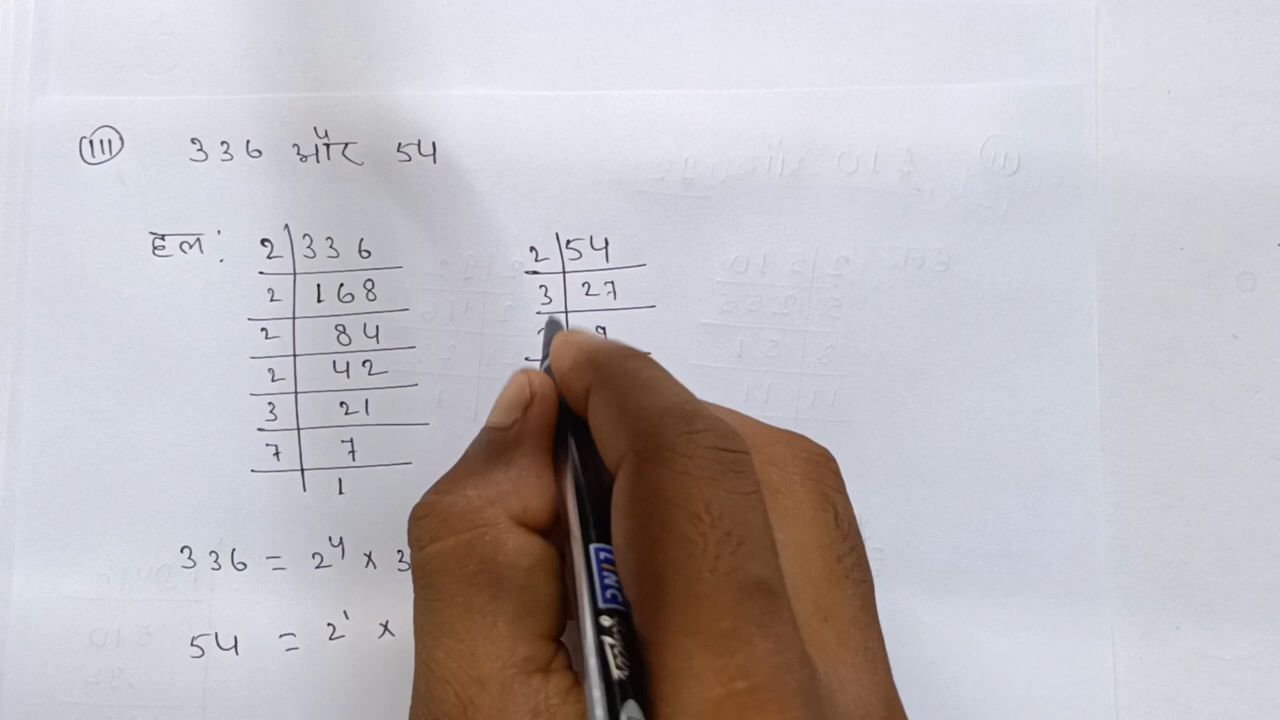 III 336 और 54
हल:
2 | 336
2 | 168
2 | 84
2 | 42
3 | 21
7 | 7
1
2 | 54
3 | 27
9
336 = 2⁴ × 3
54 = 2¹ ×
LINC